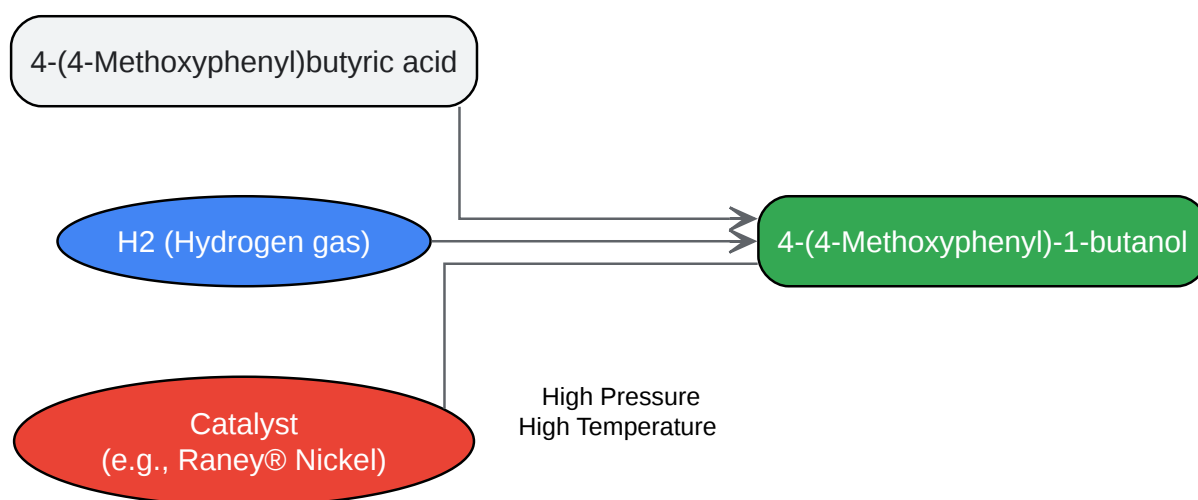 4-(4-Methoxyphenyl)butyric acid
H2 (Hydrogen gas)
4-(4-Methoxyphenyl)-1-butanol
Catalyst
(e.g., Raney® Nickel)
High Pressure
High Temperature